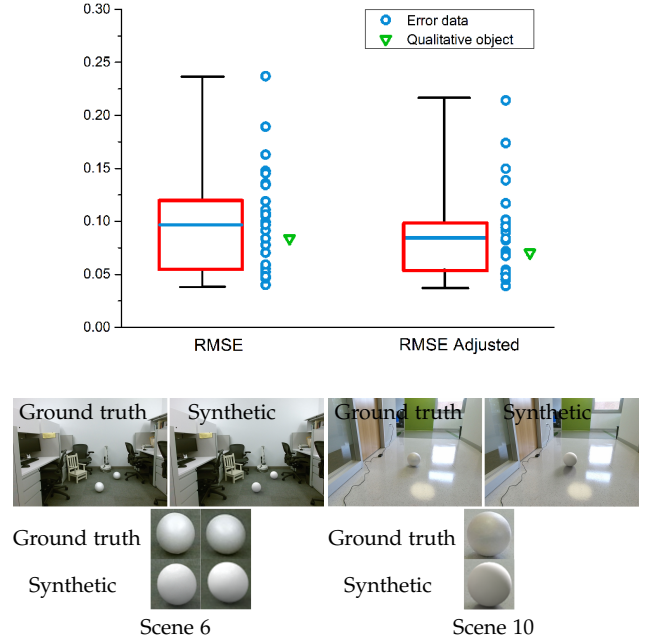 0.30
Error data
Qualitative object
0.25
0.20
0.15
0.10
0.05
0.00
RMSE RMSE Adjusted
Ground truth Synthetic Ground truth Synthetic
Ground truth Ground truth
Synthetic Synthetic
Scene 6 Scene 10